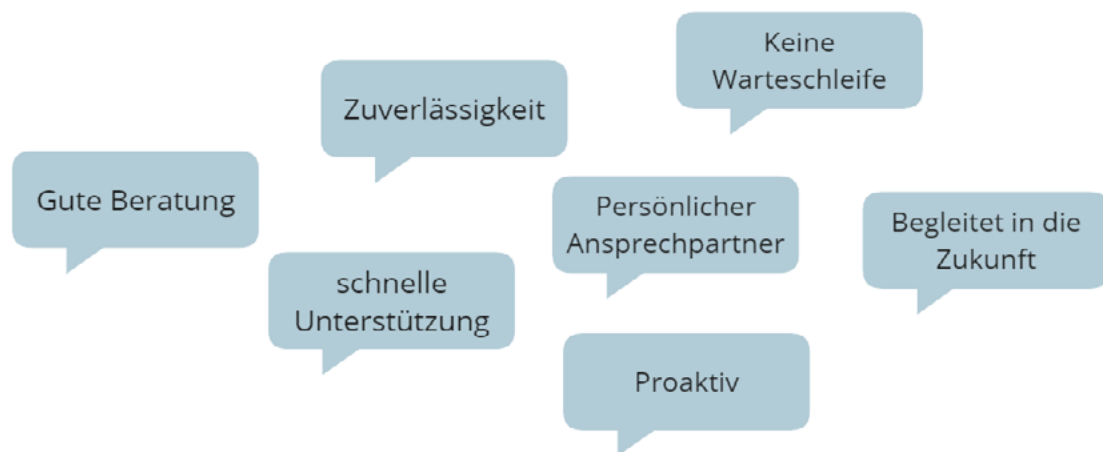 Keine
Warteschleife
Zuverlässigkeit
Gute Beratung
Persönlicher
Ansprechpartner
Begleitet in die
Zukunft
schnelle
Unterstützung
Proaktiv